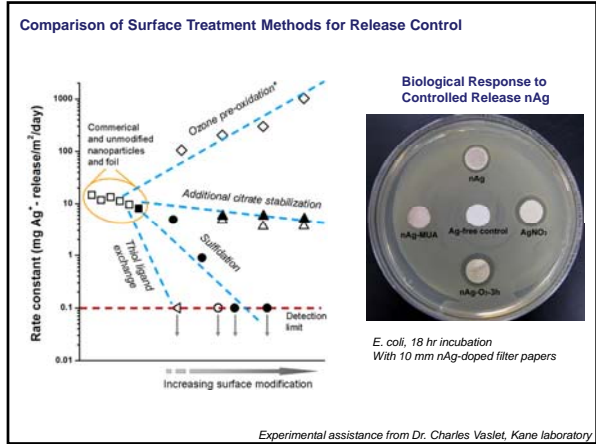 Comparison of Surface Treatment Methods for Release Control
Rate constant (mg Ag⁺- release/m²/day)
1000
100
10
1
0.1
0.01
Commerical
and unmodified
nanoparticles
and foil
Ozone pre-oxidation*
Additional citrate stabilization
Sulfidation
Thiol ligand
exchange
Detection
limit
Increasing surface modification
Biological Response to
Controlled Release nAg
nAg
nAg-MUA
Ag-free control
AgNO₃
nAg-O₃-3h
E. coli, 18 hr incubation
With 10 mm nAg-doped filter papers
Experimental assistance from Dr. Charles Vaslet, Kane laboratory